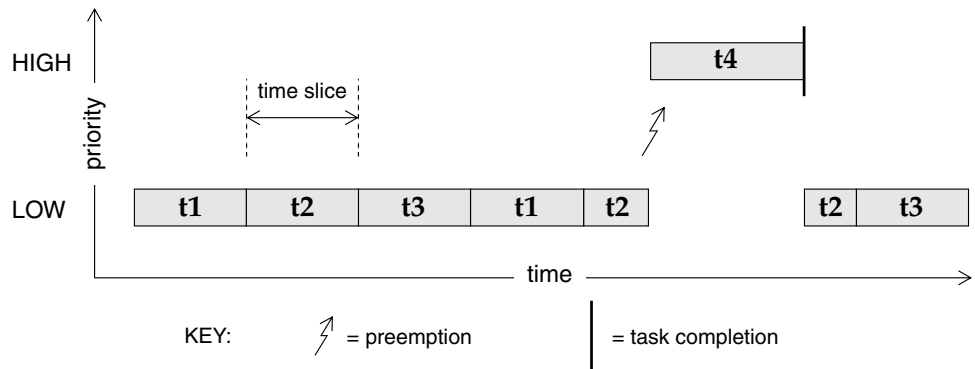 HIGH
t4
time slice
priority
LOW
t1 t2 t3 t1 t2 t2 t3
time
KEY: = preemption = task completion